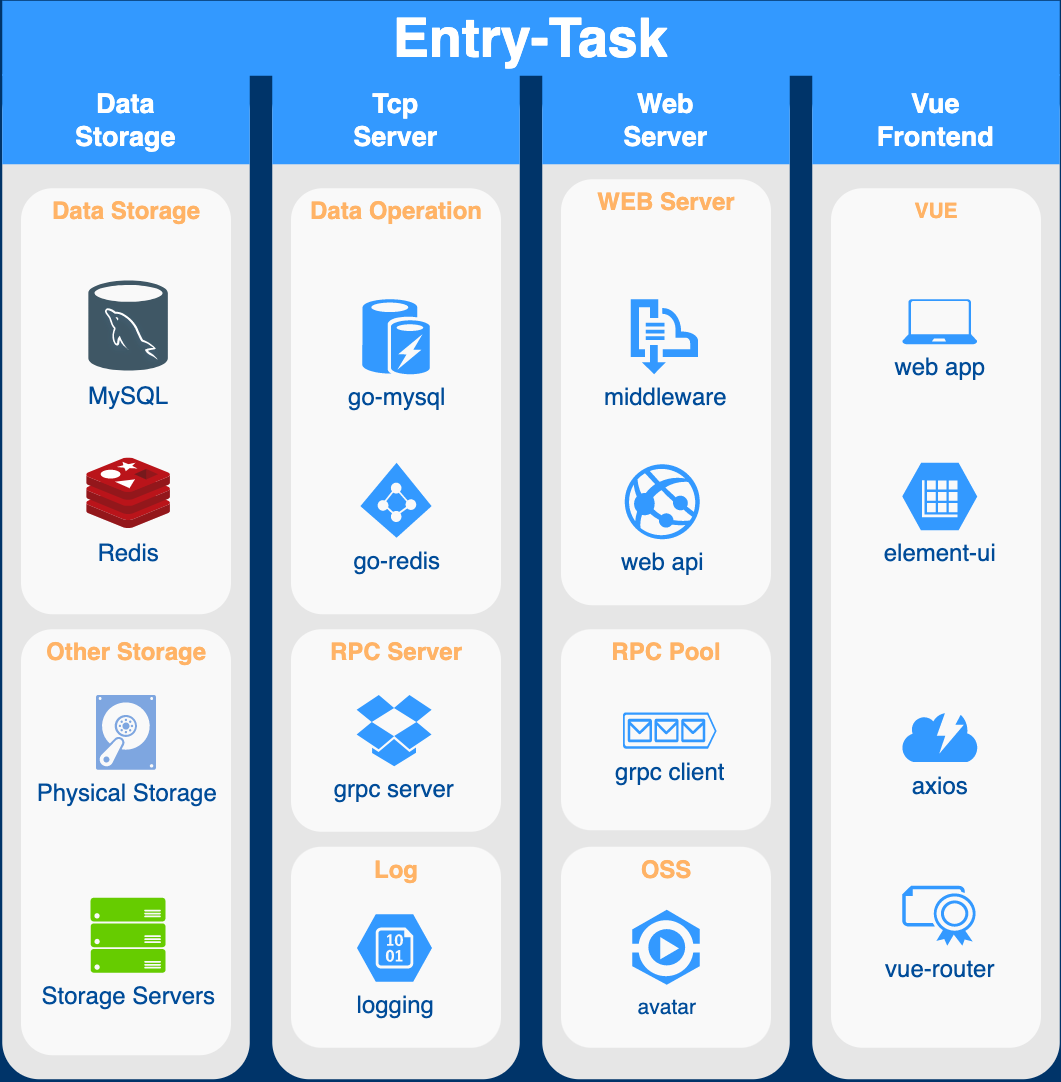 Entry-Task
Data
Storage
Data Storage
MySQL
Redis
Other Storage
Physical Storage
Storage Servers
Tcp
Server
Data Operation
go-mysql
go-redis
RPC Server
grpc server
Log
10
01
logging
Web
Server
WEB Server
middleware
web api
RPC Pool
grpc client
OSS
avatar
Vue
Frontend
VUE
web app
element-ui
axios
vue-router